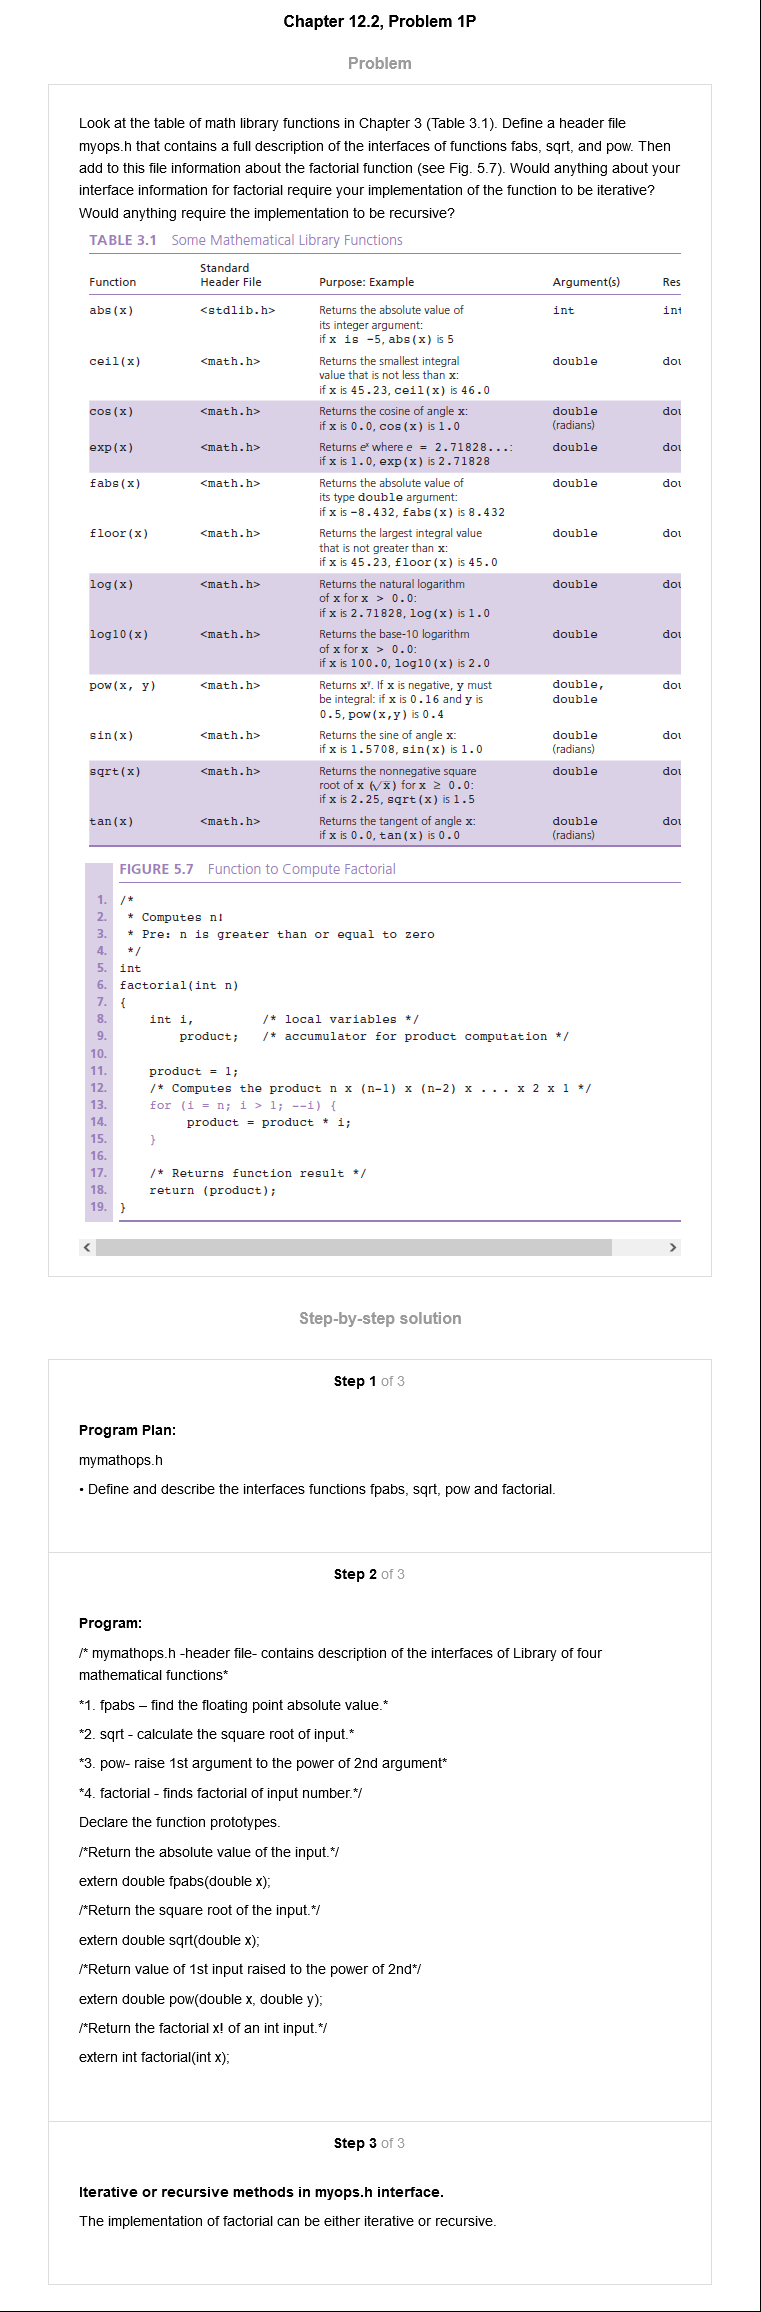 Chapter 12.2, Problem 1P
Problem
Look at the table of math library functions in Chapter 3 (Table 3.1). Define a header file
myops.h that contains a full description of the interfaces of functions fabs, sqrt, and pow. Then
add to this file information about the factorial function (see Fig. 5.7). Would anything about your
interface information for factorial require your implementation of the function to be iterative?
Would anything require the implementation to be recursive?
TABLE 3.1 Some Mathematical Library Functions
Standard
Function Header File Purpose: Example Argument(s) Res
abs(x) <stdlib.h> Returns the absolute value of int int
its integer argument:
if x is -5, abs(x) is 5
ceil(x) <math.h> Returns the smallest integral double dou
value that is not less than x:
if x is 45.23, ceil(x) is 46.0
cos(x) <math.h> Returns the cosine of angle x: double dou
if x is 0.0, cos(x) is 1.0 (radians)
exp(x) <math.h> Returns eˣ where e = 2.71828...: double dou
if x is 1.0, exp(x) is 2.71828
fabs(x) <math.h> Returns the absolute value of double dou
its type double argument:
if x is -8.432, fabs(x) is 8.432
floor(x) <math.h> Returns the largest integral value double dou
that is not greater than x:
if x is 45.23, floor(x) is 45.0
log(x) <math.h> Returns the natural logarithm double dou
of x for x > 0.0:
if x is 2.71828, log(x) is 1.0
log10(x) <math.h> Returns the base-10 logarithm double dou
of x for x > 0.0:
if x is 100.0, log10(x) is 2.0
pow(x, y) <math.h> Returns xʸ. If x is negative, y must double, dou
be integral: if x is 0.16 and y is double
0.5, pow(x,y) is 0.4
sin(x) <math.h> Returns the sine of angle x: double dou
if x is 1.5708, sin(x) is 1.0 (radians)
sqrt(x) <math.h> Returns the nonnegative square double dou
root of x (√x) for x ≥ 0.0:
if x is 2.25, sqrt(x) is 1.5
tan(x) <math.h> Returns the tangent of angle x: double dou
if x is 0.0, tan(x) is 0.0 (radians)
FIGURE 5.7 Function to Compute Factorial
1. /*
2. * Computes n!
3. * Pre: n is greater than or equal to zero
4. */
5. int
6. factorial(int n)
7. {
8. int i, /* local variables */
9. product; /* accumulator for product computation */
10.
11. product = 1;
12. /* Computes the product n x (n-1) x (n-2) x . . . x 2 x 1 */
13. for (i = n; i > 1; --i) {
14. product = product * i;
15. }
16.
17. /* Returns function result */
18. return (product);
19. }
Step-by-step solution
Step 1 of 3
Program Plan:
mymathops.h
• Define and describe the interfaces functions fpabs, sqrt, pow and factorial.
Step 2 of 3
Program:
/* mymathops.h -header file- contains description of the interfaces of Library of four
mathematical functions*
*1. fpabs – find the floating point absolute value.*
*2. sqrt - calculate the square root of input.*
*3. pow- raise 1st argument to the power of 2nd argument*
*4. factorial - finds factorial of input number.*/
Declare the function prototypes.
/*Return the absolute value of the input.*/
extern double fpabs(double x);
/*Return the square root of the input.*/
extern double sqrt(double x);
/*Return value of 1st input raised to the power of 2nd*/
extern double pow(double x, double y);
/*Return the factorial x! of an int input.*/
extern int factorial(int x);
Step 3 of 3
Iterative or recursive methods in myops.h interface.
The implementation of factorial can be either iterative or recursive.